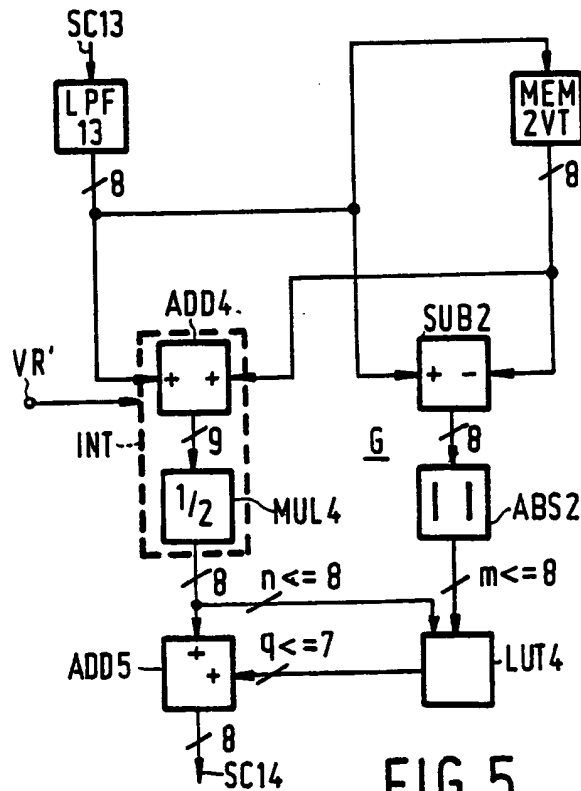 SC13
LPF
13
MEM
2VT
8
8
ADD4.
SUB2
VR'
+ +
+ -
INT
9
8
G
1/2
MUL4
| |
ABS2
8
n<=8
m<=8
ADD5
+
+
q<=7
LUT4
8
SC14
FIG.5